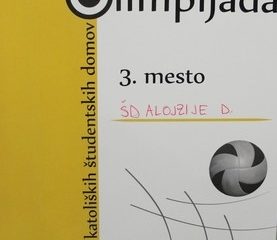 Olimpijada
katoliških študentskih domov
3. mesto
ŠD ALOJZIJE D.